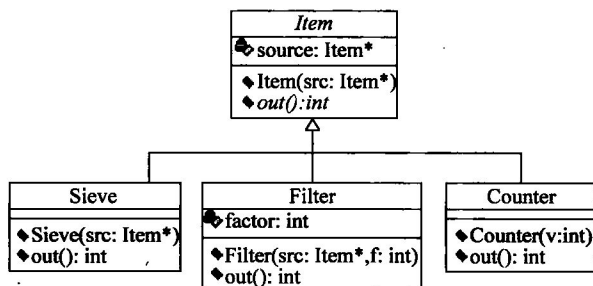 Item
source: Item*
Item(src: Item*)
out():int
Sieve
Sieve(src: Item*)
out(): int
Filter
factor: int
Filter(src: Item*,f: int)
out(): int
Counter
Counter(v:int)
out(): int